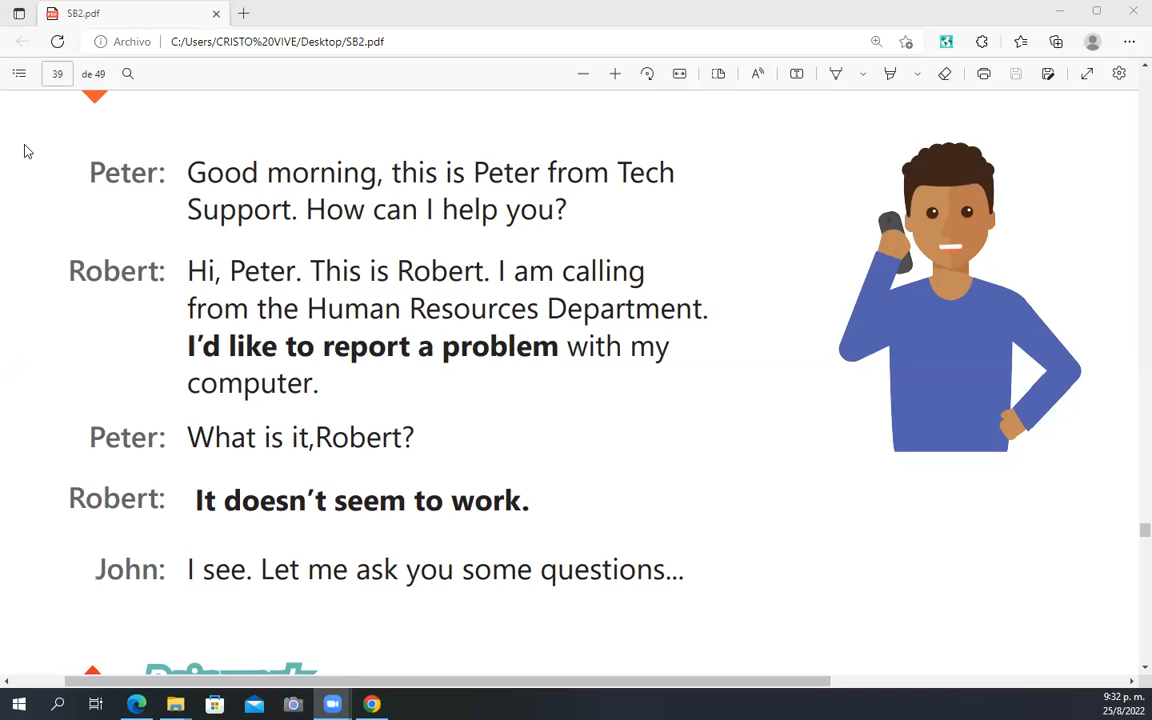 SB2.pdf
Archivo
C:/Users/CRISTO%20VIVE/Desktop/SB2.pdf
39 de 49
Peter: Good morning, this is Peter from Tech
Support. How can I help you?
Robert: Hi, Peter. This is Robert. I am calling
from the Human Resources Department.
I'd like to report a problem with my
computer.
Peter: What is it,Robert?
Robert: It doesn't seem to work.
John: I see. Let me ask you some questions...
9:32 p. m.
25/8/2022